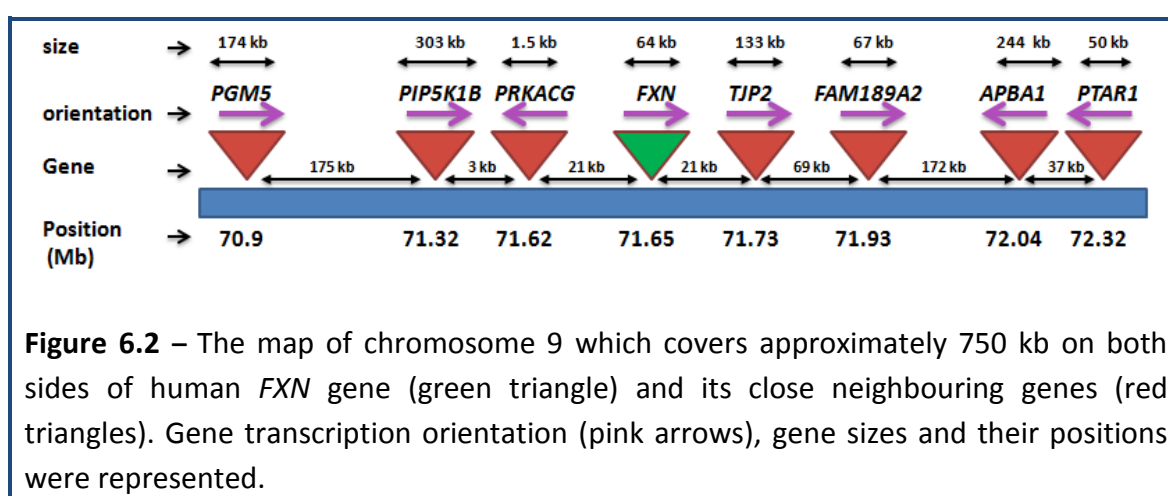 size → 174 kb 303 kb 1.5 kb 64 kb 133 kb 67 kb 244 kb 50 kb
PGM5 PIP5K1B PRKACG FXN TJP2 FAM189A2 APBA1 PTAR1
orientation →
Gene → 175 kb 3 kb 21 kb 21 kb 69 kb 172 kb 37 kb
Position → 70.9 71.32 71.62 71.65 71.73 71.93 72.04 72.32
(Mb)
Figure 6.2 – The map of chromosome 9 which covers approximately 750 kb on both
sides of human FXN gene (green triangle) and its close neighbouring genes (red
triangles). Gene transcription orientation (pink arrows), gene sizes and their positions
were represented.